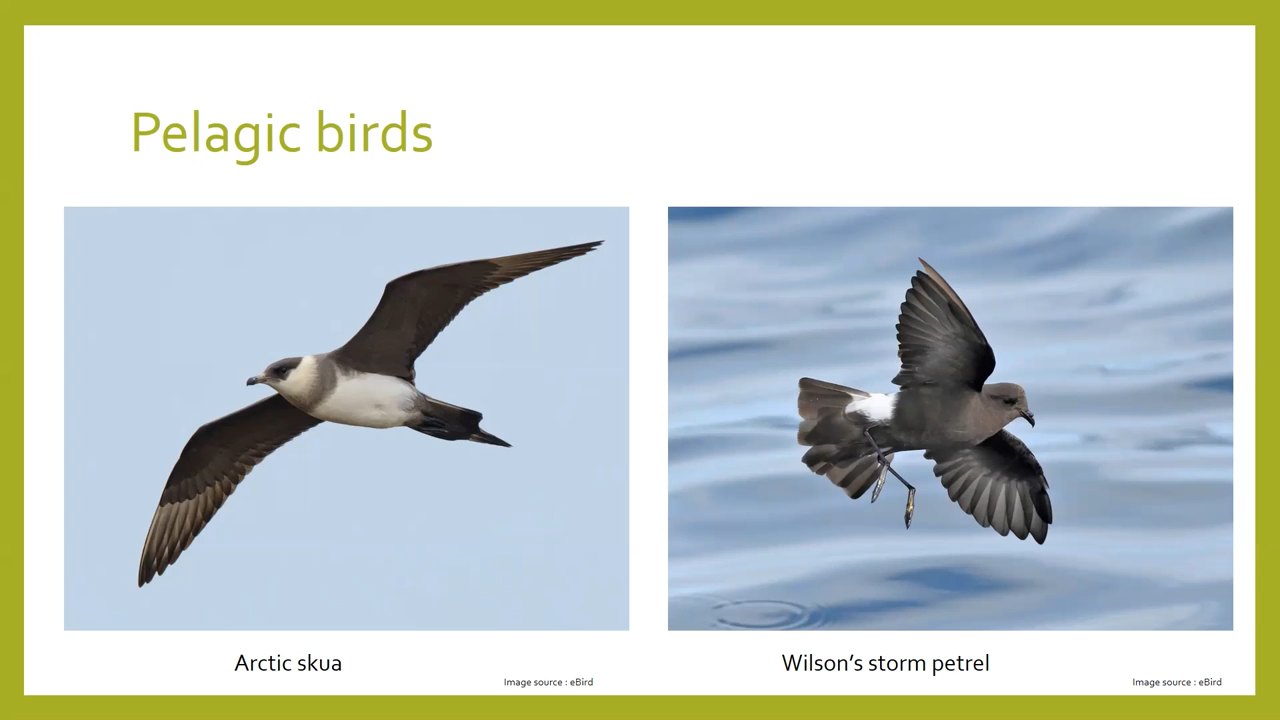 Pelagic birds
Arctic skua
Image source : eBird
Wilson’s storm petrel
Image source : eBird